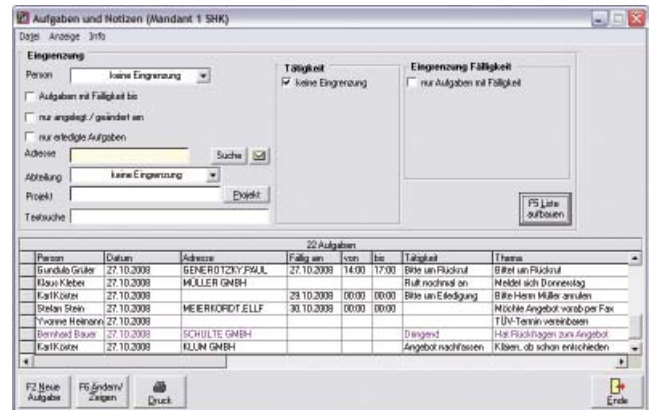 Aufgaben und Notizen (Mandant 1 SHK)
Datei Anzeige Info
Eingrenzung
Person keine Eingrenzung
Aufgaben mit Fälligkeit bis
nur angelegt / geändert am
nur erledigte Aufgaben
Adresse Suche
Abteilung keine Eingrenzung
Projekt Projekt
Textsuche
Tätigkeit
keine Eingrenzung
Eingrenzung Fälligkeit
nur Aufgaben mit Fälligkeit
F5 Liste
aufbauen
22 Aufgaben
Person Datum Adresse Fällig am von bis Tätigkeit Thema
Gundula Grüler 27.10.2008 GENEROTZKY,PAUL 27.10.2008 14:00 17:00 Bitte um Rückruf Bittet um Rückruf
Klaus Kleber 27.10.2008 MÜLLER GMBH Ruft nochmal an Meldet sich Donnerstag
Karl Köster 29.10.2008 00:00 00:00 Bitte um Erledigung Bitte Herrn Müller anrufen
Stefan Stein 27.10.2008 MEIERKORDT,ELLF 30.10.2008 00:00 00:00 Möchte Angebot vorab per Fax
Yvonne Heimann 27.10.2008 TÜV-Termin vereinbaren
Bernhard Bauer 27.10.2008 SCHULTE GMBH Dringend Hat Rückfragen zum Angebot
Karl Köster 27.10.2008 KLUM GMBH Angebot nachfassen Klären, ob schon entschieden
F2 Neue
Aufgabe
F6 Ändern/
Zeigen
Druck
Ende